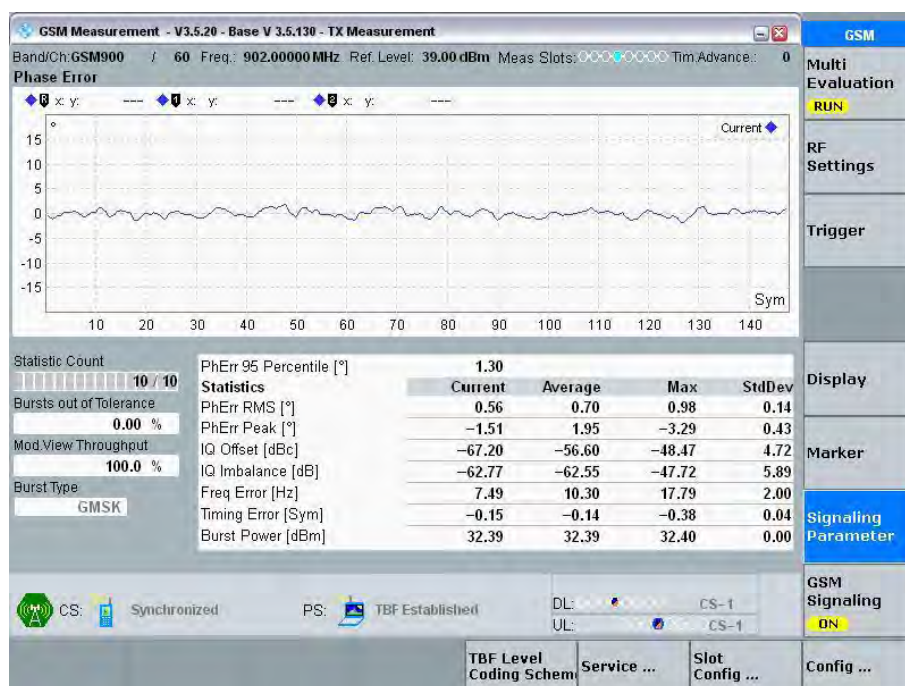 GSM Measurement - V3.5.20 - Base V 3.5.130 - TX Measurement
GSM
Band/Ch:GSM900 / 60 Freq.: 902.00000 MHz Ref. Level: 39.00 dBm Meas Slots: Tim.Advance.: 0
Phase Error
Multi Evaluation
RUN
R x: y: --- 1 x: y: --- 2 x: y: ---
° Current
15
10
5
0
-5
-10
-15
Sym
10 20 30 40 50 60 70 80 90 100 110 120 130 140
RF Settings
Trigger
Statistic Count
10 / 10
Bursts out of Tolerance
0.00 %
Mod.View Throughput
100.0 %
Burst Type
GMSK
PhErr 95 Percentile [°] 1.30
Statistics Current Average Max StdDev
PhErr RMS [°] 0.56 0.70 0.98 0.14
PhErr Peak [°] −1.51 1.95 −3.29 0.43
IQ Offset [dBc] −67.20 −56.60 −48.47 4.72
IQ Imbalance [dB] −62.77 −62.55 −47.72 5.89
Freq Error [Hz] 7.49 10.30 17.79 2.00
Timing Error [Sym] −0.15 −0.14 −0.38 0.04
Burst Power [dBm] 32.39 32.39 32.40 0.00
Display
Marker
Signaling Parameter
GSM Signaling
ON
CS: Synchronized PS: TBF Established
DL: CS-1
UL: CS-1
TBF Level
Coding Schem
Service ...
Slot
Config ...
Config ...